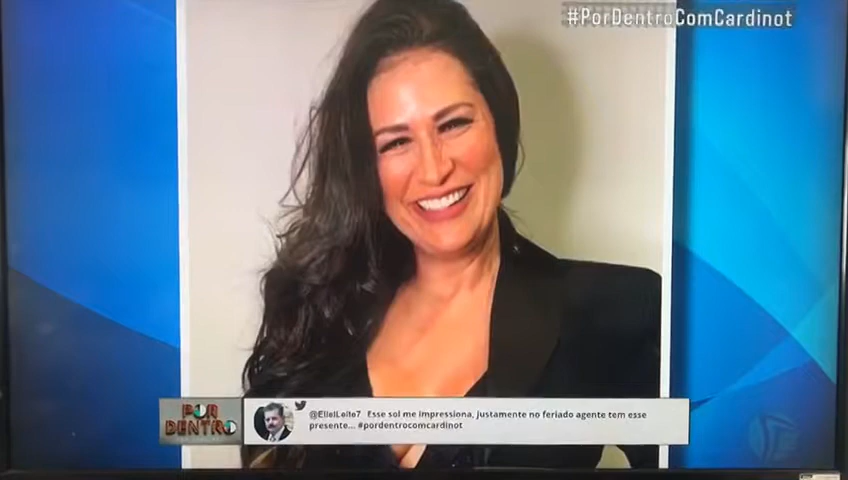 #PorDentroComCardinot
POR
DENTRO
@ElielLeite7 Esse sol me impressiona, justamente no feriado agente tem esse
presente... #pordentrocomcardinot